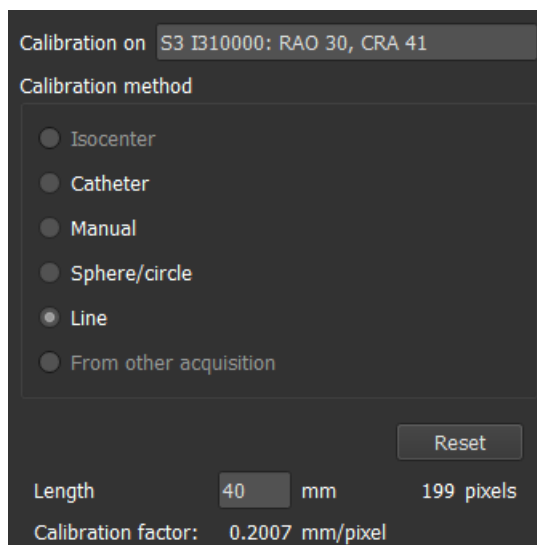 Calibration on S3 I310000: RAO 30, CRA 41
Calibration method
Isocenter
Catheter
Manual
Sphere/circle
Line
From other acquisition
Reset
Length 40 mm 199 pixels
Calibration factor: 0.2007 mm/pixel